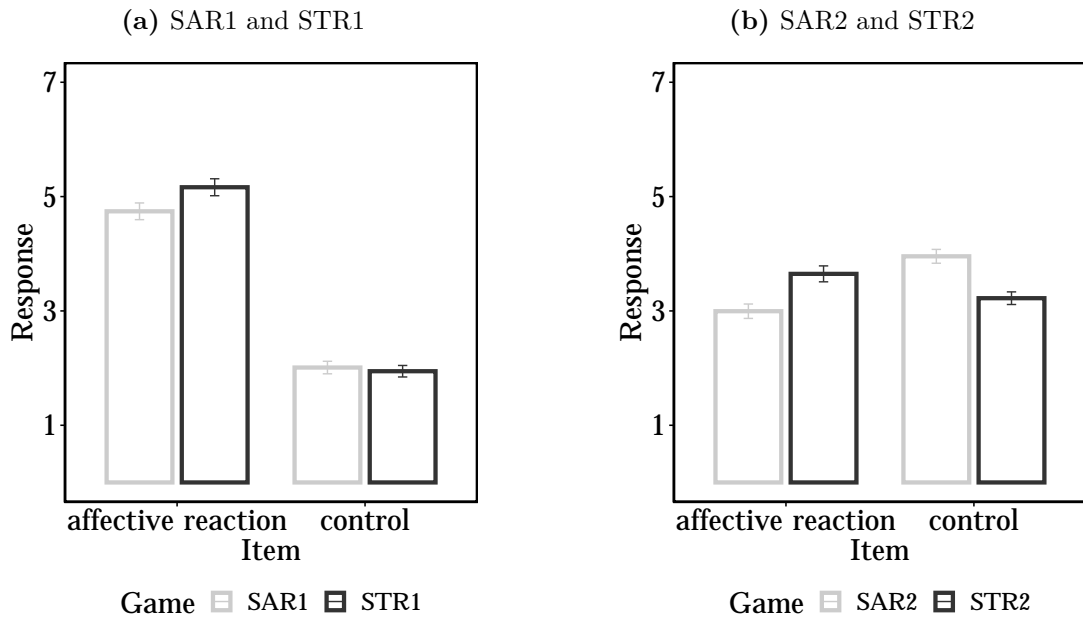 (a) SAR1 and STR1
7
5
3
1
Response
affective reaction
control
Item
Game SAR1 STR1
(b) SAR2 and STR2
7
5
3
1
Response
affective reaction
control
Item
Game SAR2 STR2